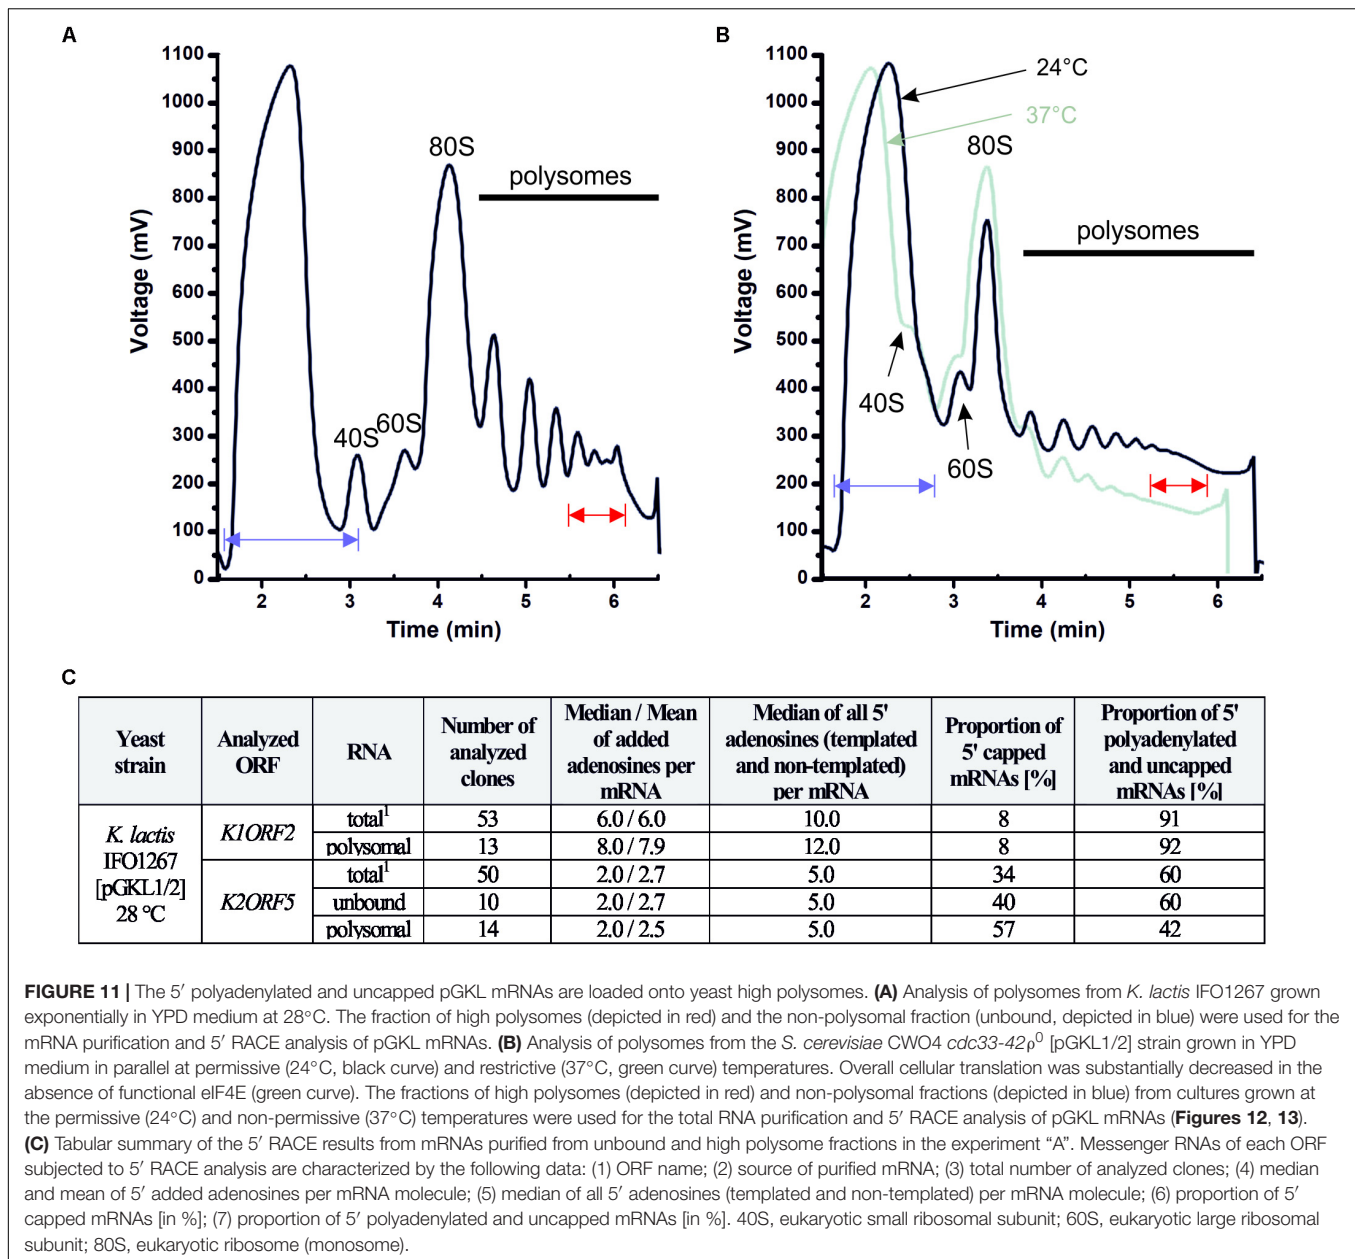 A
1100
1000
900
800
700
600
500
400
300
200
100
0
Voltage (mV)
2
3
4
5
6
Time (min)
40S
60S
80S
polysomes
B
1100
1000
900
800
700
600
500
400
300
200
100
0
Voltage (mV)
2
3
4
5
6
Time (min)
24°C
37°C
80S
polysomes
40S
60S
C
Yeast strain | Analyzed ORF | RNA | Number of analyzed clones | Median / Mean of added adenosines per mRNA | Median of all 5' adenosines (templated and non-templated) per mRNA | Proportion of 5' capped mRNAs [%] | Proportion of 5' polyadenylated and uncapped mRNAs [%]
K. lactis IFO1267 [pGKL1/2] 28 °C | K1ORF2 | total¹ | 53 | 6.0 / 6.0 | 10.0 | 8 | 91
polysomal | 13 | 8.0 / 7.9 | 12.0 | 8 | 92
K2ORF5 | total¹ | 50 | 2.0 / 2.7 | 5.0 | 34 | 60
unbound | 10 | 2.0 / 2.7 | 5.0 | 40 | 60
polysomal | 14 | 2.0 / 2.5 | 5.0 | 57 | 42
FIGURE 11 | The 5′ polyadenylated and uncapped pGKL mRNAs are loaded onto yeast high polysomes. (A) Analysis of polysomes from K. lactis IFO1267 grown
exponentially in YPD medium at 28°C. The fraction of high polysomes (depicted in red) and the non-polysomal fraction (unbound, depicted in blue) were used for the
mRNA purification and 5′ RACE analysis of pGKL mRNAs. (B) Analysis of polysomes from the S. cerevisiae CWO4 cdc33-42ρ⁰ [pGKL1/2] strain grown in YPD
medium in parallel at permissive (24°C, black curve) and restrictive (37°C, green curve) temperatures. Overall cellular translation was substantially decreased in the
absence of functional eIF4E (green curve). The fractions of high polysomes (depicted in red) and non-polysomal fractions (depicted in blue) from cultures grown at
the permissive (24°C) and non-permissive (37°C) temperatures were used for the total RNA purification and 5′ RACE analysis of pGKL mRNAs (Figures 12, 13).
(C) Tabular summary of the 5′ RACE results from mRNAs purified from unbound and high polysome fractions in the experiment “A”. Messenger RNAs of each ORF
subjected to 5′ RACE analysis are characterized by the following data: (1) ORF name; (2) source of purified mRNA; (3) total number of analyzed clones; (4) median
and mean of 5′ added adenosines per mRNA molecule; (5) median of all 5′ adenosines (templated and non-templated) per mRNA molecule; (6) proportion of 5′
capped mRNAs [in %]; (7) proportion of 5′ polyadenylated and uncapped mRNAs [in %]. 40S, eukaryotic small ribosomal subunit; 60S, eukaryotic large ribosomal
subunit; 80S, eukaryotic ribosome (monosome).